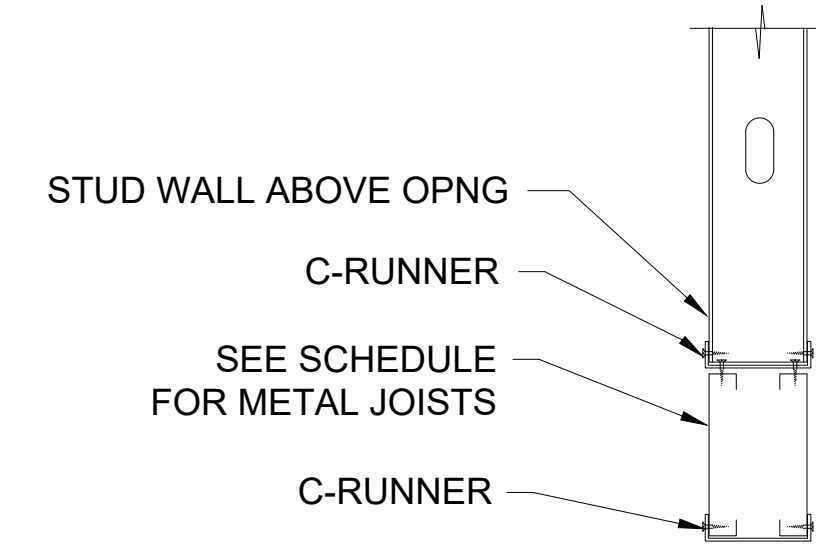 STUD WALL ABOVE OPNG
C-RUNNER
SEE SCHEDULE
FOR METAL JOISTS
C-RUNNER